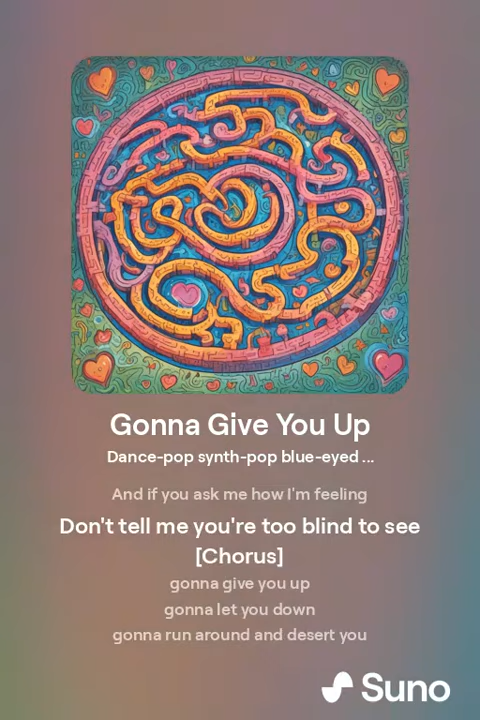 Gonna Give You Up
Dance-pop synth-pop blue-eyed ...
And if you ask me how I'm feeling
Don't tell me you're too blind to see
[Chorus]
gonna give you up
gonna let you down
gonna run around and desert you
Suno